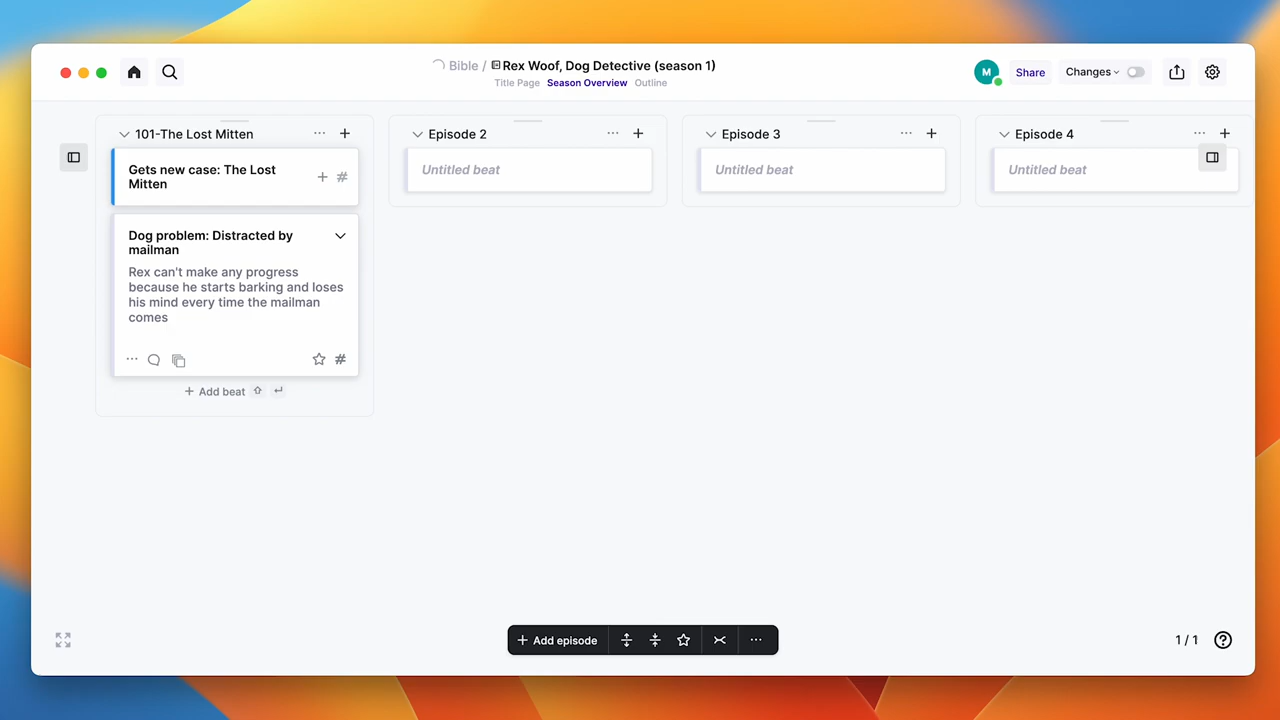 Bible / Rex Woof, Dog Detective (season 1)
Title Page Season Overview Outline
M Share Changes
101-The Lost Mitten
Gets new case: The Lost
Mitten
#
Dog problem: Distracted by
mailman
Rex can't make any progress
because he starts barking and loses
his mind every time the mailman
comes
#
+ Add beat
Episode 2
Untitled beat
Episode 3
Untitled beat
Episode 4
Untitled beat
+ Add episode
1 / 1
?